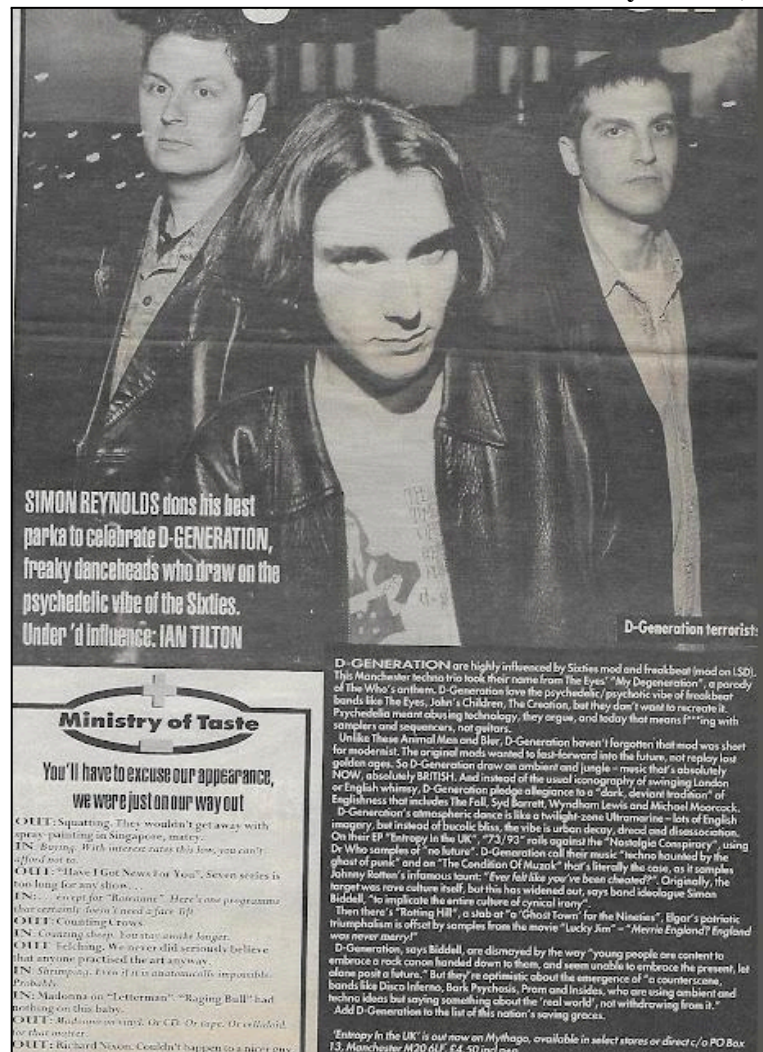 SIMON REYNOLDS dons his best
parka to celebrate D-GENERATION,
freaky danceheads who draw on the
psychedelic vibe of the Sixties.
Under 'd influence: IAN TILTON
D-Generation terrorist:
D-GENERATION are highly influenced by Sixties mod and freakbeat (mod on LSD).
This Manchester techno trio took their name from The Eyes' "My Degeneration", a parody
of The Who's anthem. D-Generation love the psychedelic/psychotic vibe of freakbeat
bands like The Eyes, John's Children, The Creation, but they don't want to recreate it.
Psychedelia meant abusing technology, they argue, and today that means f***ing with
samplers and sequencers, not guitars.
Unlike These Animal Men and Blur, D-Generation haven't forgotten that mod was short
for modernist. The original mods wanted to fast-forward into the future, not replay lost
golden ages. So D-Generation draw on ambient and jungle – music that's absolutely
NOW, absolutely BRITISH. And instead of the usual iconography of swinging London
or English whimsy, D-Generation pledge allegiance to a "dark, deviant tradition" of
Englishness that includes The Fall, Syd Barrett, Wyndham Lewis and Michael Moorcock.
D-Generation's atmospheric dance is like a twilight-zone Ultramarine – lots of English
imagery, but instead of bucolic bliss, the vibe is urban decay, dread and disassociation.
On their EP "Entropy in the UK", "73/93" rails against the "Nostalgia Conspiracy", using
Dr Who samples of "no future". D-Generation call their music "techno haunted by the
ghost of punk" and on "The Condition Of Muzak" that's literally the case, as it samples
Johnny Rotten's infamous taunt: "Ever feel like you've been cheated?". Originally, the
target was rave culture itself, but this has widened out, says band ideologue Simon
Biddell, "to implicate the entire culture of cynical irony".
Then there's "Rotting Hill", a stab at "a 'Ghost Town' for the Nineties", Elgar's patriotic
triumphalism is offset by samples from the movie "Lucky Jim" – "Merrie England? England
was never merry!"
D-Generation, says Biddell, are dismayed by the way "young people are content to
embrace a rock canon handed down to them, and seem unable to embrace the present, let
alone posit a future." But they're optimistic about the emergence of "a counterscene,
bands like Disco Inferno, Bark Psychosis, Pram and Insides, who are using ambient and
techno ideas but saying something about the 'real world', not withdrawing from it."
Add D-Generation to the list of this nation's saving graces.
'Entropy In the UK' is out now on Mythago, available in select stores or direct c/o PO Box
13, Manchester M20 6LF, £4.50
Ministry of Taste
You'll have to excuse our appearance,
we were just on our way out
OUT: Squatting. They wouldn't get away with
spray-painting in Singapore, matey.
IN: Buying. With interest rates this low, you can't
afford not to.
OUT: "Have I Got News For You". Seven series is
too long for any show...
IN: ...except for "Roseanne". Here's one programme
that certainly doesn't need a face lift
OUT: Counting Crows.
IN: Counting sheep. You stay awake longer.
OUT: Felching. We never did seriously believe
that anyone practised the art anyway.
IN: Shrimping. Even if it is anatomically impossible.
Probably.
IN: Madonna on "Letterman". "Raging Bull" had
nothing on this baby.
OUT: Madonna on vinyl. Or CD. Or tape. Or celluloid,
for that matter.
OUT: Richard Nixon. Couldn't happen to a nicer guy